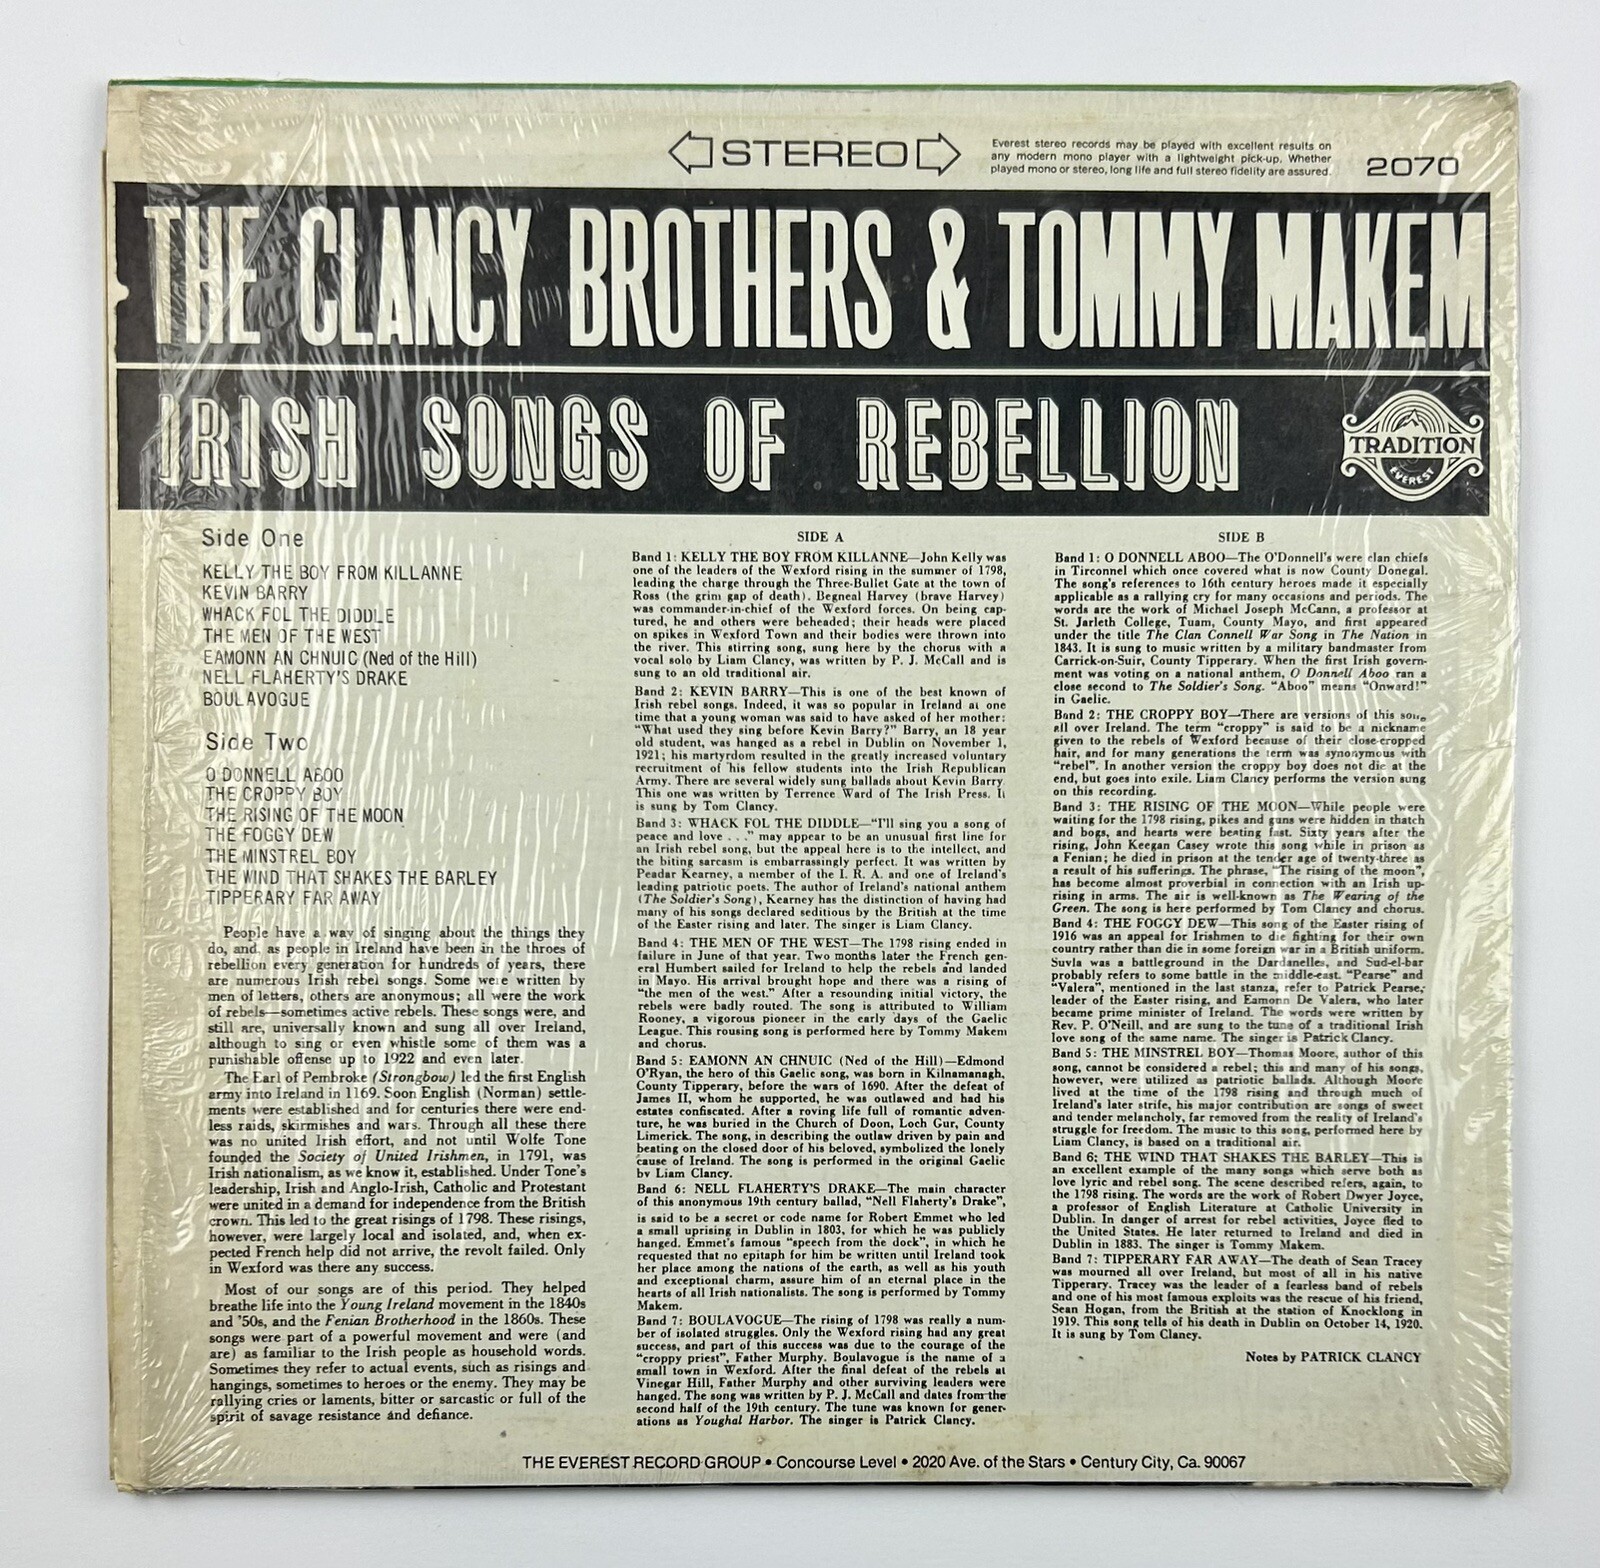 STEREO
Everest stereo records may be played with excellent results on
any modern mono player with a lightweight pick-up. Whether
played mono or stereo, long life and full stereo fidelity are assured.
2070
THE CLANCY BROTHERS & TOMMY MAKEM
IRISH SONGS OF REBELLION
TRADITION
EVEREST
Side One
KELLY THE BOY FROM KILLANNE
KEVIN BARRY
WHACK FOL THE DIDDLE
THE MEN OF THE WEST
EAMONN AN CHNUIC (Ned of the Hill)
NELL FLAHERTY'S DRAKE
BOULAVOGUE
Side Two
O DONNELL ABOO
THE CROPPY BOY
THE RISING OF THE MOON
THE FOGGY DEW
THE MINSTREL BOY
THE WIND THAT SHAKES THE BARLEY
TIPPERARY FAR AWAY
People have a way of singing about the things they
do, and, as people in Ireland have been in the throes of
rebellion every generation for hundreds of years, these
are numerous Irish rebel songs. Some were written by
men of letters, others are anonymous; all were the work
of rebels—sometimes active rebels. These songs were, and
still are, universally known and sung all over Ireland,
although to sing or even whistle some of them was a
punishable offense up to 1922 and even later.
The Earl of Pembroke (Strongbow) led the first English
army into Ireland in 1169. Soon English (Norman) settle-
ments were established and for centuries there were end-
less raids, skirmishes and wars. Through all these there
was no united Irish effort, and not until Wolfe Tone
founded the Society of United Irishmen, in 1791, was
Irish nationalism, as we know it, established. Under Tone's
leadership, Irish and Anglo-Irish, Catholic and Protestant
were united in a demand for independence from the British
crown. This led to the great risings of 1798. These risings,
however, were largely local and isolated, and, when ex-
pected French help did not arrive, the revolt failed. Only
in Wexford was there any success.
Most of our songs are of this period. They helped
breathe life into the Young Ireland movement in the 1840s
and '50s, and the Fenian Brotherhood in the 1860s. These
songs were part of a powerful movement and were (and
are) as familiar to the Irish people as household words.
Sometimes they refer to actual events, such as risings and
hangings, sometimes to heroes or the enemy. They may be
rallying cries or laments, bitter or sarcastic or full of the
spirit of savage resistance and defiance.
SIDE A
Band 1: KELLY THE BOY FROM KILLANNE—John Kelly was
one of the leaders of the Wexford rising in the summer of 1798,
leading the charge through the Three-Bullet Gate at the town of
Ross (the grim gap of death). Begneal Harvey (brave Harvey)
was commander-in-chief of the Wexford forces. On being cap-
tured, he and others were beheaded; their heads were placed
on spikes in Wexford Town and their bodies were thrown into
the river. This stirring song, sung here by the chorus with a
vocal solo by Liam Clancy, was written by P. J. McCall and is
sung to an old traditional air.
Band 2: KEVIN BARRY—This is one of the best known of
Irish rebel songs. Indeed, it was so popular in Ireland at one
time that a young woman was said to have asked of her mother:
"What used they sing before Kevin Barry?" Barry, an 18 year
old student, was hanged as a rebel in Dublin on November 1,
1921; his martyrdom resulted in the greatly increased voluntary
recruitment of his fellow students into the Irish Republican
Army. There are several widely sung ballads about Kevin Barry
This one was written by Terrence Ward of The Irish Press. It
is sung by Tom Clancy.
Band 3: WHACK FOL THE DIDDLE—"I'll sing you a song of
peace and love . . ." may appear to be an unusual first line for
an Irish rebel song, but the appeal here is to the intellect, and
the biting sarcasm is embarrassingly perfect. It was written by
Peadar Kearney, a member of the I. R. A. and one of Ireland's
leading patriotic poets. The author of Ireland's national anthem
(The Soldier's Song), Kearney has the distinction of having had
many of his songs declared seditious by the British at the time
of the Easter rising and later. The singer is Liam Clancy.
Band 4: THE MEN OF THE WEST—The 1798 rising ended in
failure in June of that year. Two months later the French gen-
eral Humbert sailed for Ireland to help the rebels and landed
in Mayo. His arrival brought hope and there was a rising of
"the men of the west." After a resounding initial victory, the
rebels were badly routed. The song is attributed to William
Rooney, a vigorous pioneer in the early days of the Gaelic
League. This rousing song is performed here by Tommy Makem
and chorus.
Band 5: EAMONN AN CHNUIC (Ned of the Hill)—Edmond
O'Ryan, the hero of this Gaelic song, was born in Kilnamanagh,
County Tipperary, before the wars of 1690. After the defeat of
James II, whom he supported, he was outlawed and had his
estates confiscated. After a roving life full of romantic adven-
ture, he was buried in the Church of Doon, Loch Gur, County
Limerick. The song, in describing the outlaw driven by pain and
beating on the closed door of his beloved, symbolized the lonely
cause of Ireland. The song is performed in the original Gaelic
by Liam Clancy.
Band 6: NELL FLAHERTY'S DRAKE—The main character
of this anonymous 19th century ballad, "Nell Flaherty's Drake",
is said to be a secret or code name for Robert Emmet who led
a small uprising in Dublin in 1803, for which he was publicly
hanged. Emmet's famous "speech from the dock", in which he
requested that no epitaph for him be written until Ireland took
her place among the nations of the earth, as well as his youth
and exceptional charm, assure him of an eternal place in the
hearts of all Irish nationalists. The song is performed by Tommy
Makem.
Band 7: BOULAVOGUE—The rising of 1798 was really a num-
ber of isolated struggles. Only the Wexford rising had any great
success, and part of this success was due to the courage of the
"croppy priest", Father Murphy. Boulavogue is the name of a
small town in Wexford. After the final defeat of the rebels at
Vinegar Hill, Father Murphy and other surviving leaders were
hanged. The song was written by P. J. McCall and dates from the
second half of the 19th century. The tune was known for gener-
ations as Youghal Harbor. The singer is Patrick Clancy.
SIDE B
Band 1: O DONNELL ABOO—The O'Donnell's were clan chiefs
in Tirconnel which once covered what is now County Donegal.
The song's references to 16th century heroes made it especially
applicable as a rallying cry for many occasions and periods. The
words are the work of Michael Joseph McCann, a professor at
St. Jarleth College, Tuam, County Mayo, and first appeared
under the title The Clan Connell War Song in The Nation in
1843. It is sung to music written by a military bandmaster from
Carrick-on-Suir, County Tipperary. When the first Irish govern-
ment was voting on a national anthem, O Donnell Aboo ran a
close second to The Soldier's Song. "Aboo" means "Onward!"
in Gaelic.
Band 2: THE CROPPY BOY—There are versions of this song
all over Ireland. The term "croppy" is said to be a nickname
given to the rebels of Wexford because of their close-cropped
hair, and for many generations the term was synonymous with
"rebel". In another version the croppy boy does not die at the
end, but goes into exile. Liam Clancy performs the version sung
on this recording.
Band 3: THE RISING OF THE MOON—While people were
waiting for the 1798 rising, pikes and guns were hidden in thatch
and bogs, and hearts were beating fast. Sixty years after the
rising, John Keegan Casey wrote this song while in prison as
a Fenian; he died in prison at the tender age of twenty-three as
a result of his sufferings. The phrase, "The rising of the moon",
has become almost proverbial in connection with an Irish up-
rising in arms. The air is well-known as The Wearing of the
Green. The song is here performed by Tom Clancy and chorus.
Band 4: THE FOGGY DEW—This song of the Easter rising of
1916 was an appeal for Irishmen to die fighting for their own
country rather than die in some foreign war in a British uniform.
Suvla was a battleground in the Dardanelles, and Sud-el-bar
probably refers to some battle in the middle-east. "Pearse" and
"Valera", mentioned in the last stanza, refer to Patrick Pearse,
leader of the Easter rising, and Eamonn De Valera, who later
became prime minister of Ireland. The words were written by
Rev. P. O'Neill, and are sung to the tune of a traditional Irish
love song of the same name. The singer is Patrick Clancy.
Band 5: THE MINSTREL BOY—Thomas Moore, author of this
song, cannot be considered a rebel; this and many of his songs,
however, were utilized as patriotic ballads. Although Moore
lived at the time of the 1798 rising and through much of
Ireland's later strife, his major contribution are songs of sweet
and tender melancholy, far removed from the reality of Ireland's
struggle for freedom. The music to this song, performed here by
Liam Clancy, is based on a traditional air.
Band 6: THE WIND THAT SHAKES THE BARLEY—This is
an excellent example of the many songs which serve both as
love lyric and rebel song. The scene described refers, again, to
the 1798 rising. The words are the work of Robert Dwyer Joyce,
a professor of English Literature at Catholic University in
Dublin. In danger of arrest for rebel activities, Joyce fled to
the United States. He later returned to Ireland and died in
Dublin in 1883. The singer is Tommy Makem.
Band 7: TIPPERARY FAR AWAY—The death of Sean Tracey
was mourned all over Ireland, but most of all in his native
Tipperary. Tracey was the leader of a fearless band of rebels
and one of his most famous exploits was the rescue of his friend,
Sean Hogan, from the British at the station of Knocklong in
1919. This song tells of his death in Dublin on October 14, 1920.
It is sung by Tom Clancy.
Notes by PATRICK CLANCY
THE EVEREST RECORD GROUP • Concourse Level • 2020 Ave. of the Stars • Century City, Ca. 90067